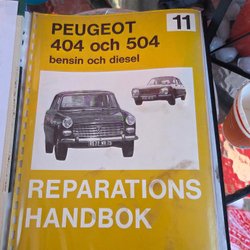 PEUGEOT
11
404 och 504
bensin och diesel
REPARATIONS
HANDBOK